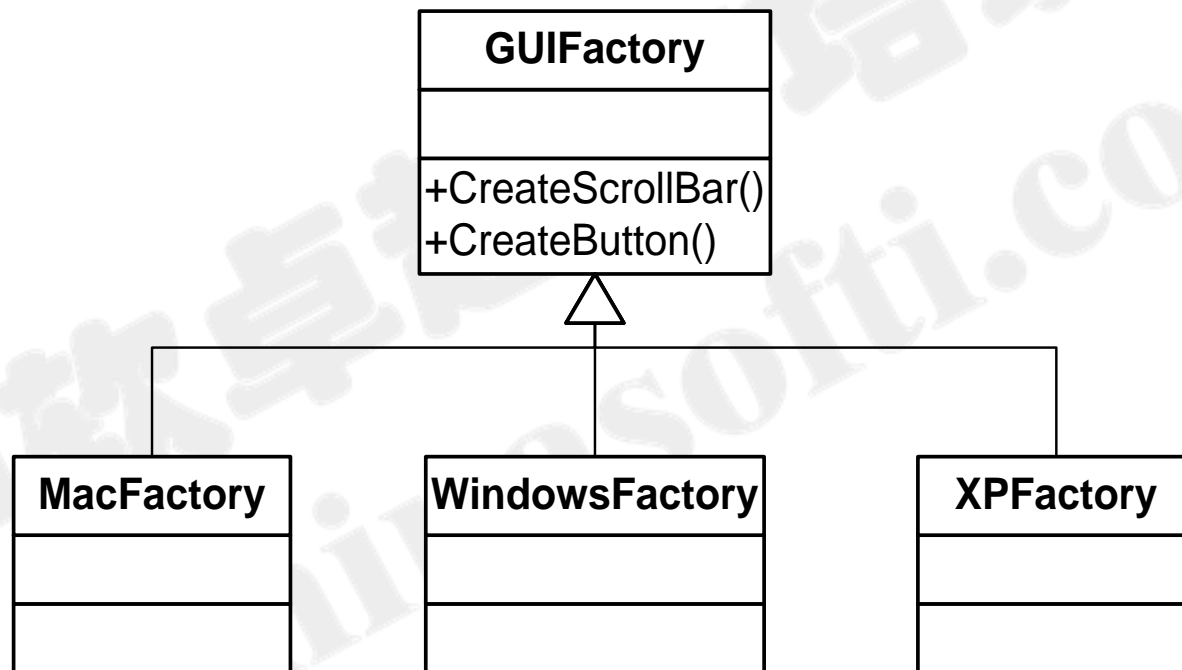 GUIFactory
+CreateScrollBar()
+CreateButton()
MacFactory
WindowsFactory
XPFactory